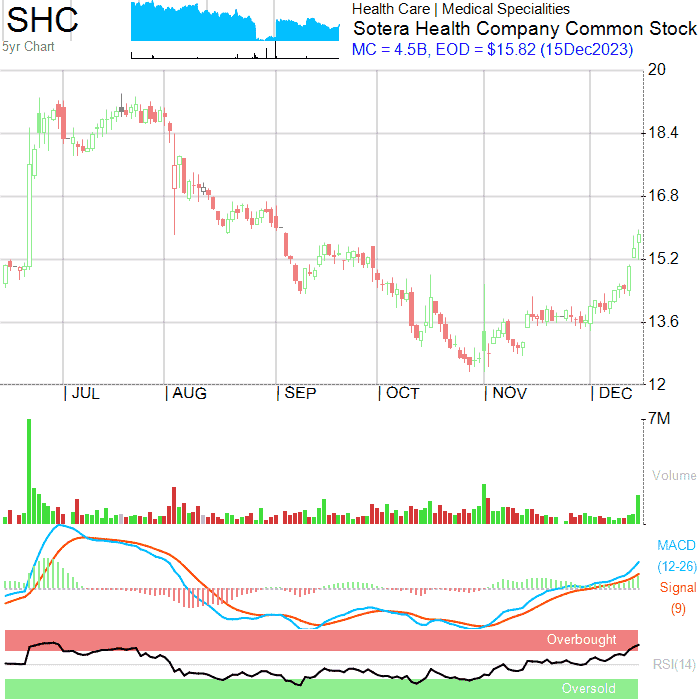 SHC
5yr Chart
Health Care | Medical Specialities
Sotera Health Company Common Stock
MC = 4.5B, EOD = $15.82 (15Dec2023)
20
18.4
16.8
15.2
13.6
12
| JUL | AUG | SEP | OCT | NOV | DEC
7M
Volume
MACD
(12-26)
Signal
(9)
Overbought
RSI(14)
Oversold